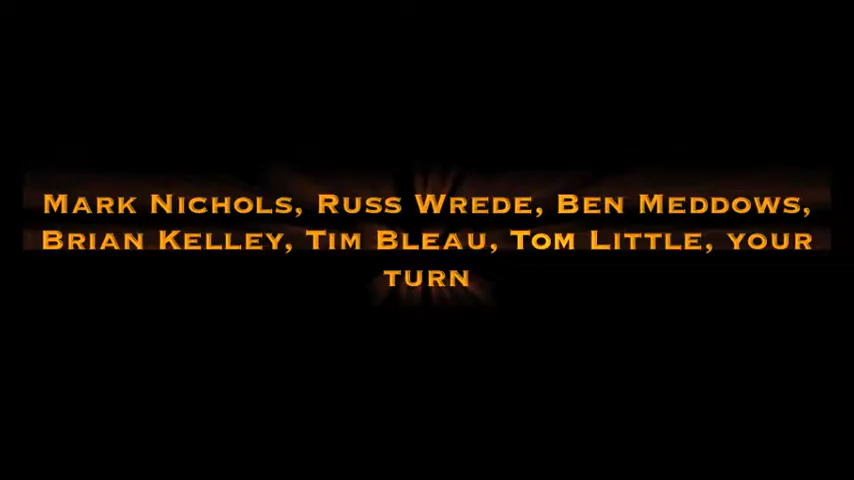 Mark Nichols, Russ Wrede, Ben Meddows,
Brian Kelley, Tim Bleau, Tom Little, your
turn